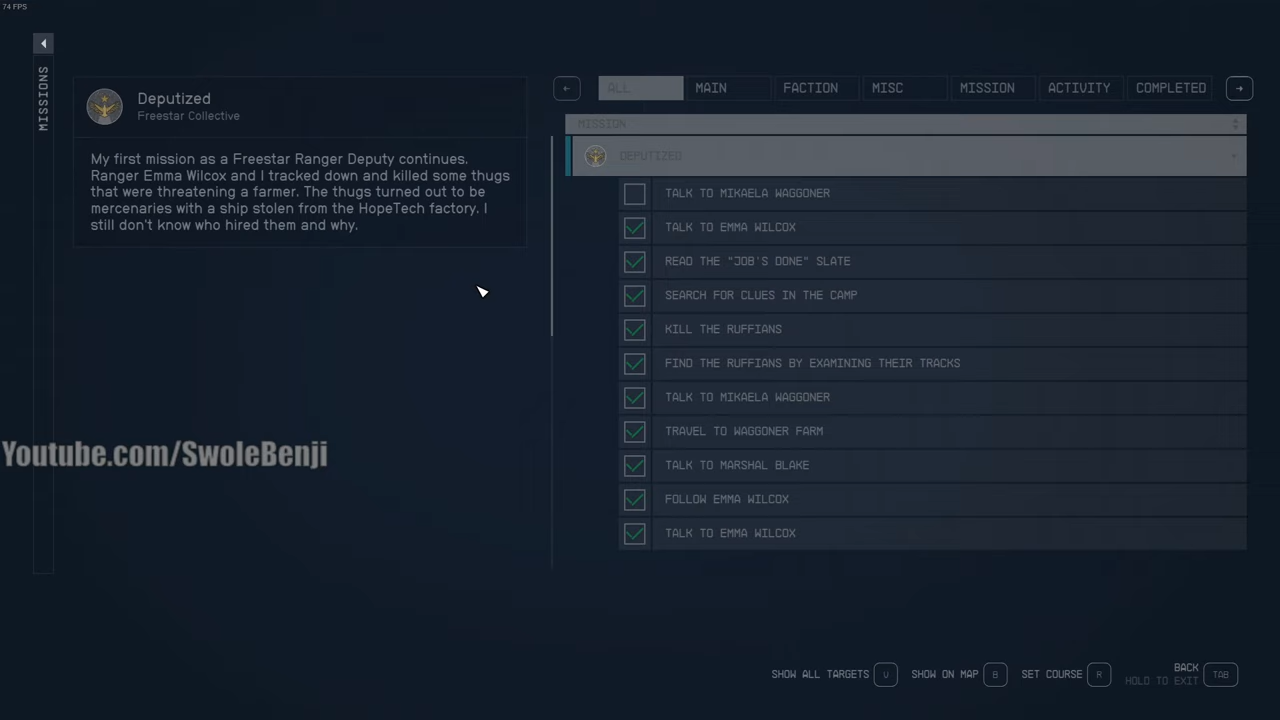 74 FPS
MISSIONS
Deputized
Freestar Collective
My first mission as a Freestar Ranger Deputy continues.
Ranger Emma Wilcox and I tracked down and killed some thugs
that were threatening a farmer. The thugs turned out to be
mercenaries with a ship stolen from the HopeTech factory. I
still don't know who hired them and why.
Youtube.com/SwoleBenji
ALL MAIN FACTION MISC MISSION ACTIVITY COMPLETED
MISSION
DEPUTIZED
TALK TO MIKAELA WAGGONER
TALK TO EMMA WILCOX
READ THE "JOB'S DONE" SLATE
SEARCH FOR CLUES IN THE CAMP
KILL THE RUFFIANS
FIND THE RUFFIANS BY EXAMINING THEIR TRACKS
TALK TO MIKAELA WAGGONER
TRAVEL TO WAGGONER FARM
TALK TO MARSHAL BLAKE
FOLLOW EMMA WILCOX
TALK TO EMMA WILCOX
SHOW ALL TARGETS V SHOW ON MAP B SET COURSE R BACK TAB
HOLD TO EXIT